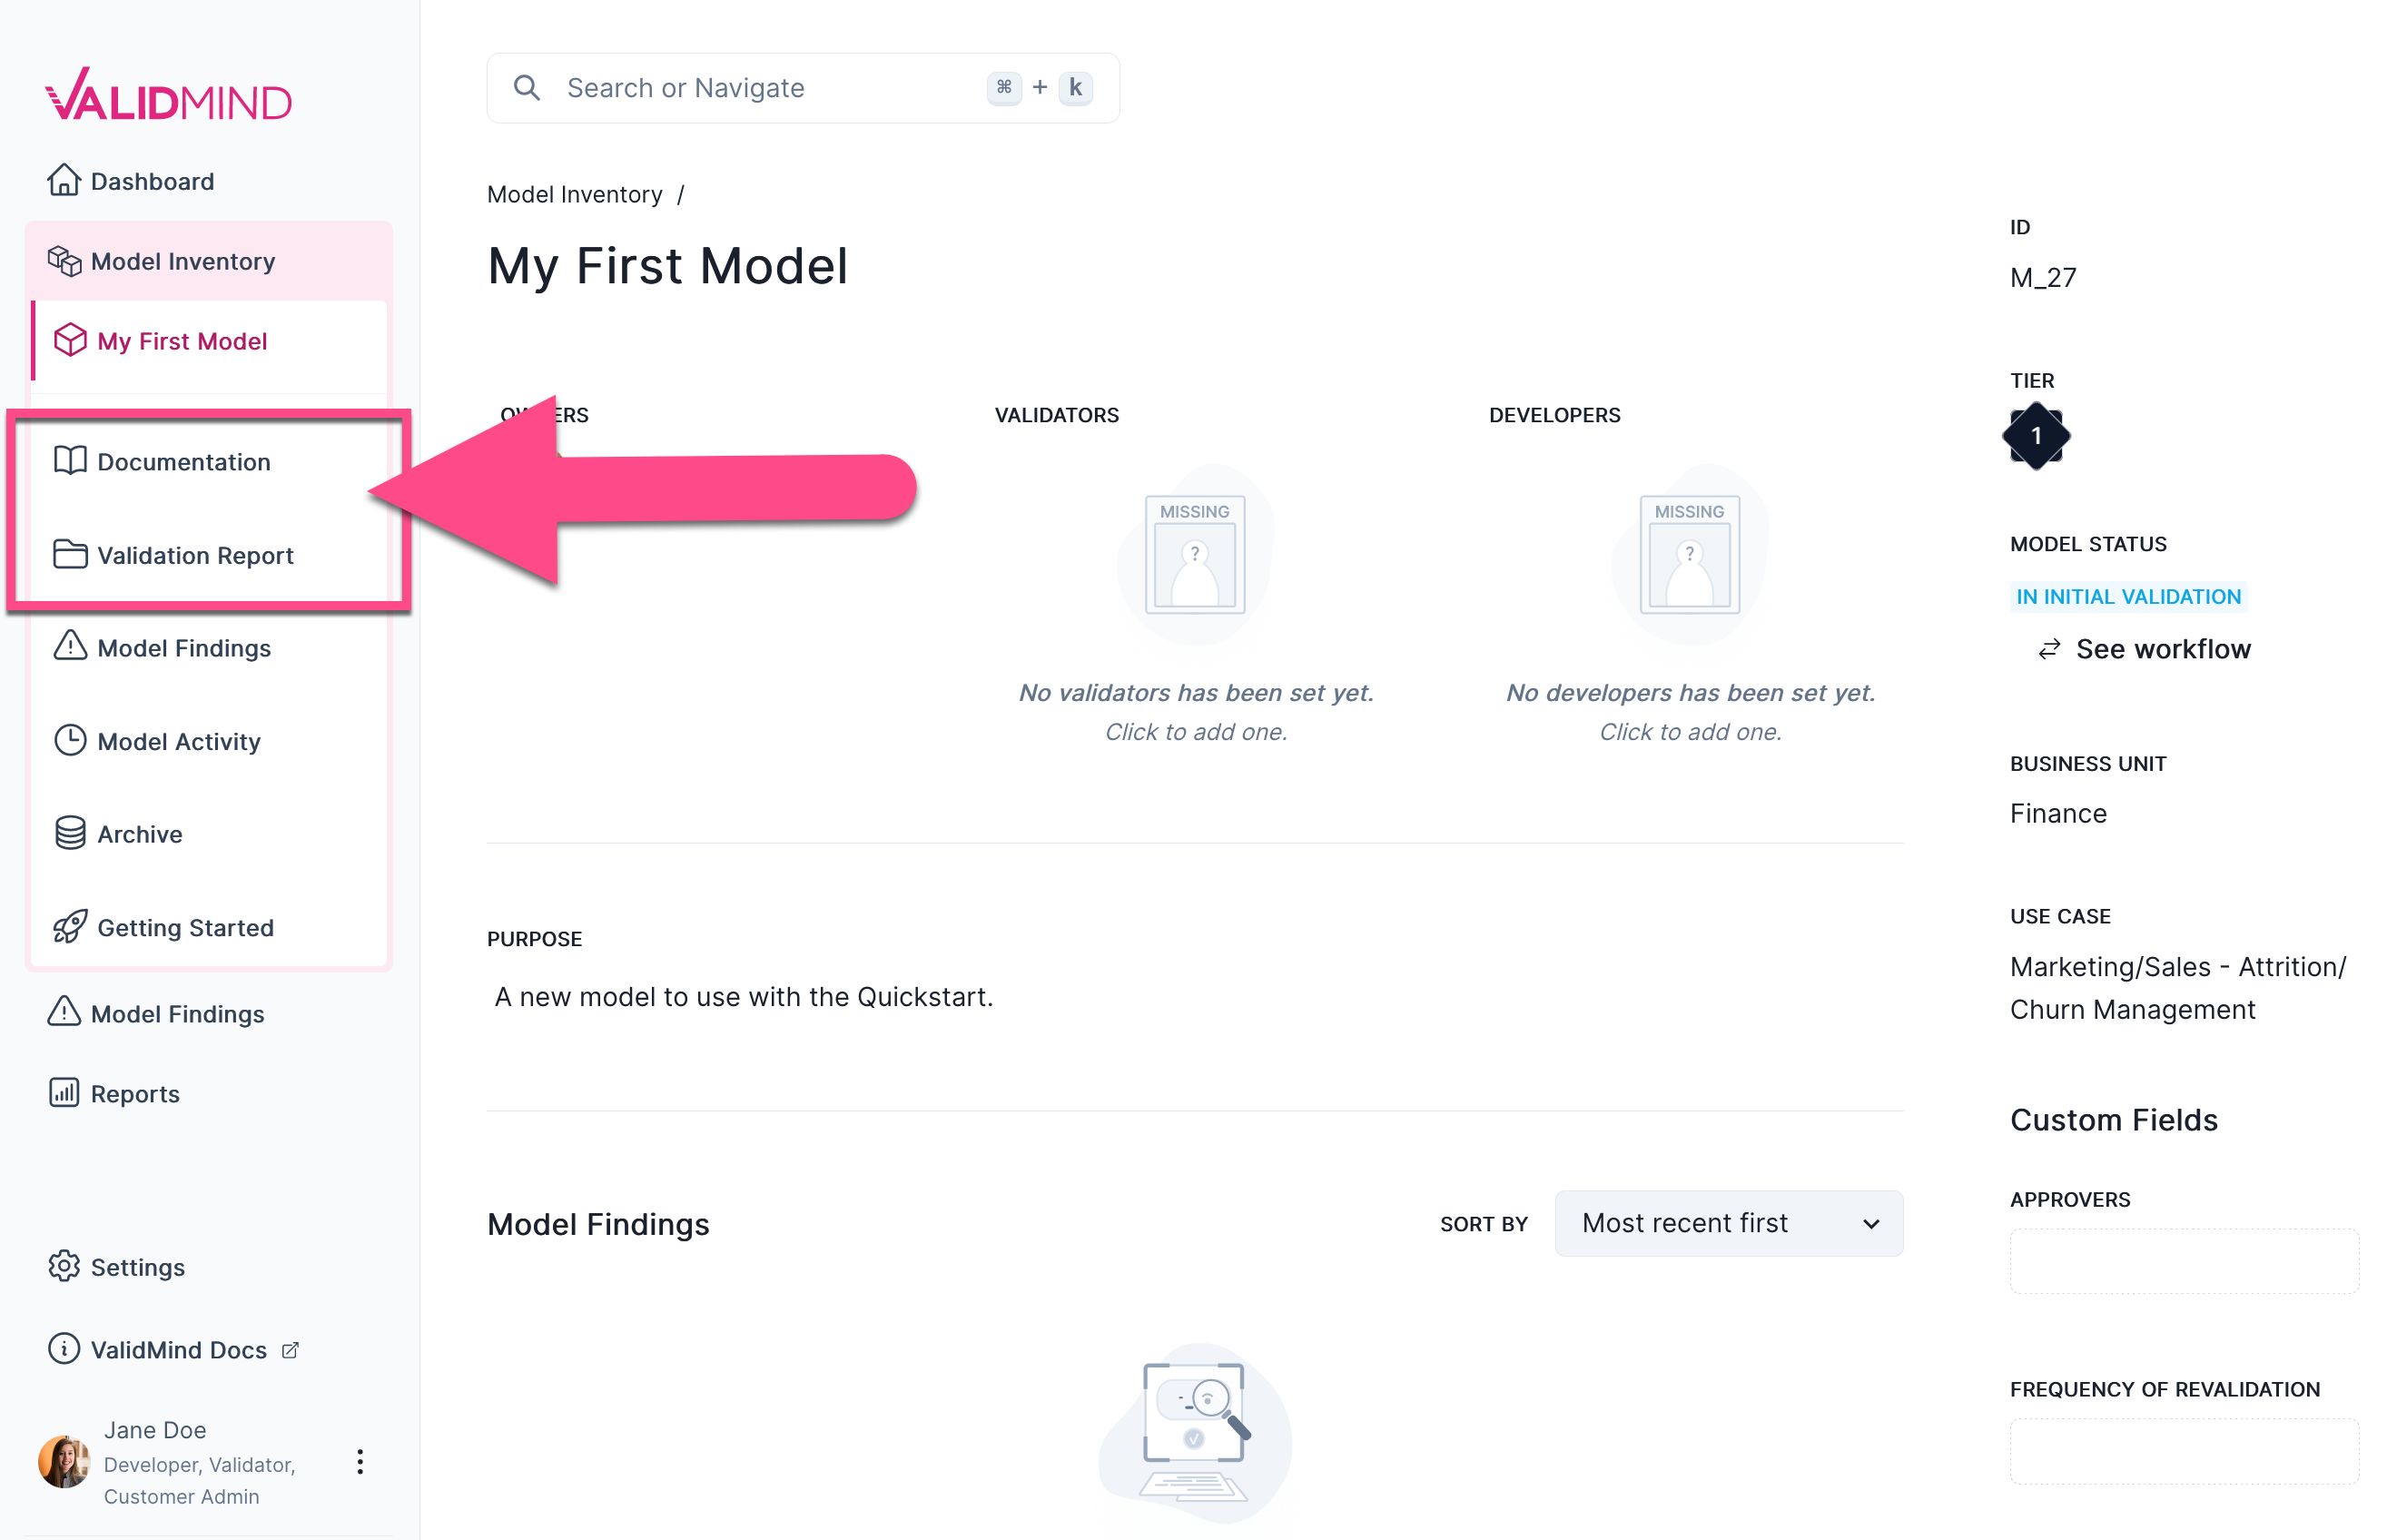 VALIDMIND
Dashboard
Model Inventory
My First Model
Documentation
Validation Report
Model Findings
Model Activity
Archive
Getting Started
Model Findings
Reports
Settings
ValidMind Docs
Jane Doe
Developer, Validator,
Customer Admin
Search or Navigate ⌘ + k
Model Inventory /
My First Model
VALIDATORS
MISSING
?
No validators has been set yet.
Click to add one.
DEVELOPERS
MISSING
?
No developers has been set yet.
Click to add one.
PURPOSE
A new model to use with the Quickstart.
Model Findings
SORT BY Most recent first
ID
M_27
TIER
1
MODEL STATUS
IN INITIAL VALIDATION
See workflow
BUSINESS UNIT
Finance
USE CASE
Marketing/Sales - Attrition/
Churn Management
Custom Fields
APPROVERS
FREQUENCY OF REVALIDATION